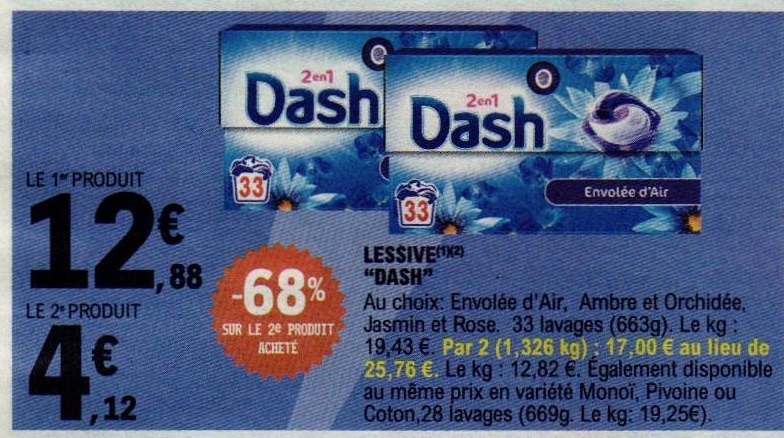 2en1
Dash
33
2en1
Dash
Envolée d'Air
33
LE 1er PRODUIT
12€,88
-68%
SUR LE 2e PRODUIT
ACHETÉ
LE 2e PRODUIT
4€,12
LESSIVE(1)(2)
"DASH"
Au choix: Envolée d'Air, Ambre et Orchidée,
Jasmin et Rose. 33 lavages (663g). Le kg :
19,43 €. Par 2 (1,326 kg) : 17,00 € au lieu de
25,76 €. Le kg : 12,82 €. Également disponible
au même prix en variété Monoï, Pivoine ou
Coton,28 lavages (669g. Le kg: 19,25€).